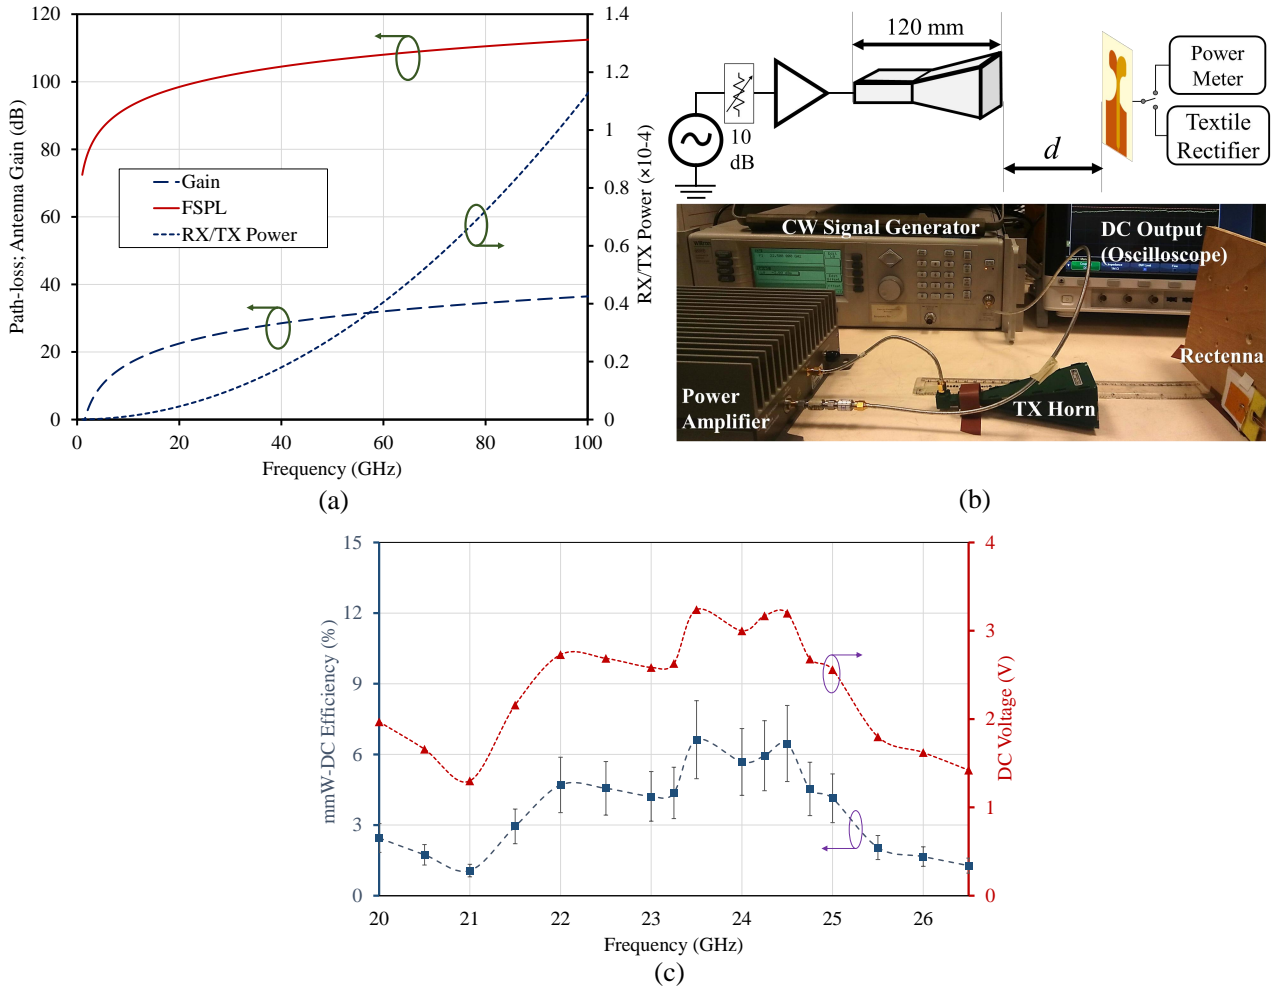 120
100
80
60
40
20
0
Path-loss; Antenna Gain (dB)
Gain
FSPL
RX/TX Power
1.4
1.2
1
0.8
0.6
0.4
0.2
0
RX/TX Power (×10-4)
0 20 40 60 80 100
Frequency (GHz)
(a)
120 mm
10
dB
d
Power
Meter
Textile
Rectifier
CW Signal Generator
DC Output
(Oscilloscope)
Rectenna
Power
Amplifier
TX Horn
(b)
15
12
9
6
3
0
mmW-DC Efficiency (%)
4
3
2
1
0
DC Voltage (V)
20 21 22 23 24 25 26
Frequency (GHz)
(c)